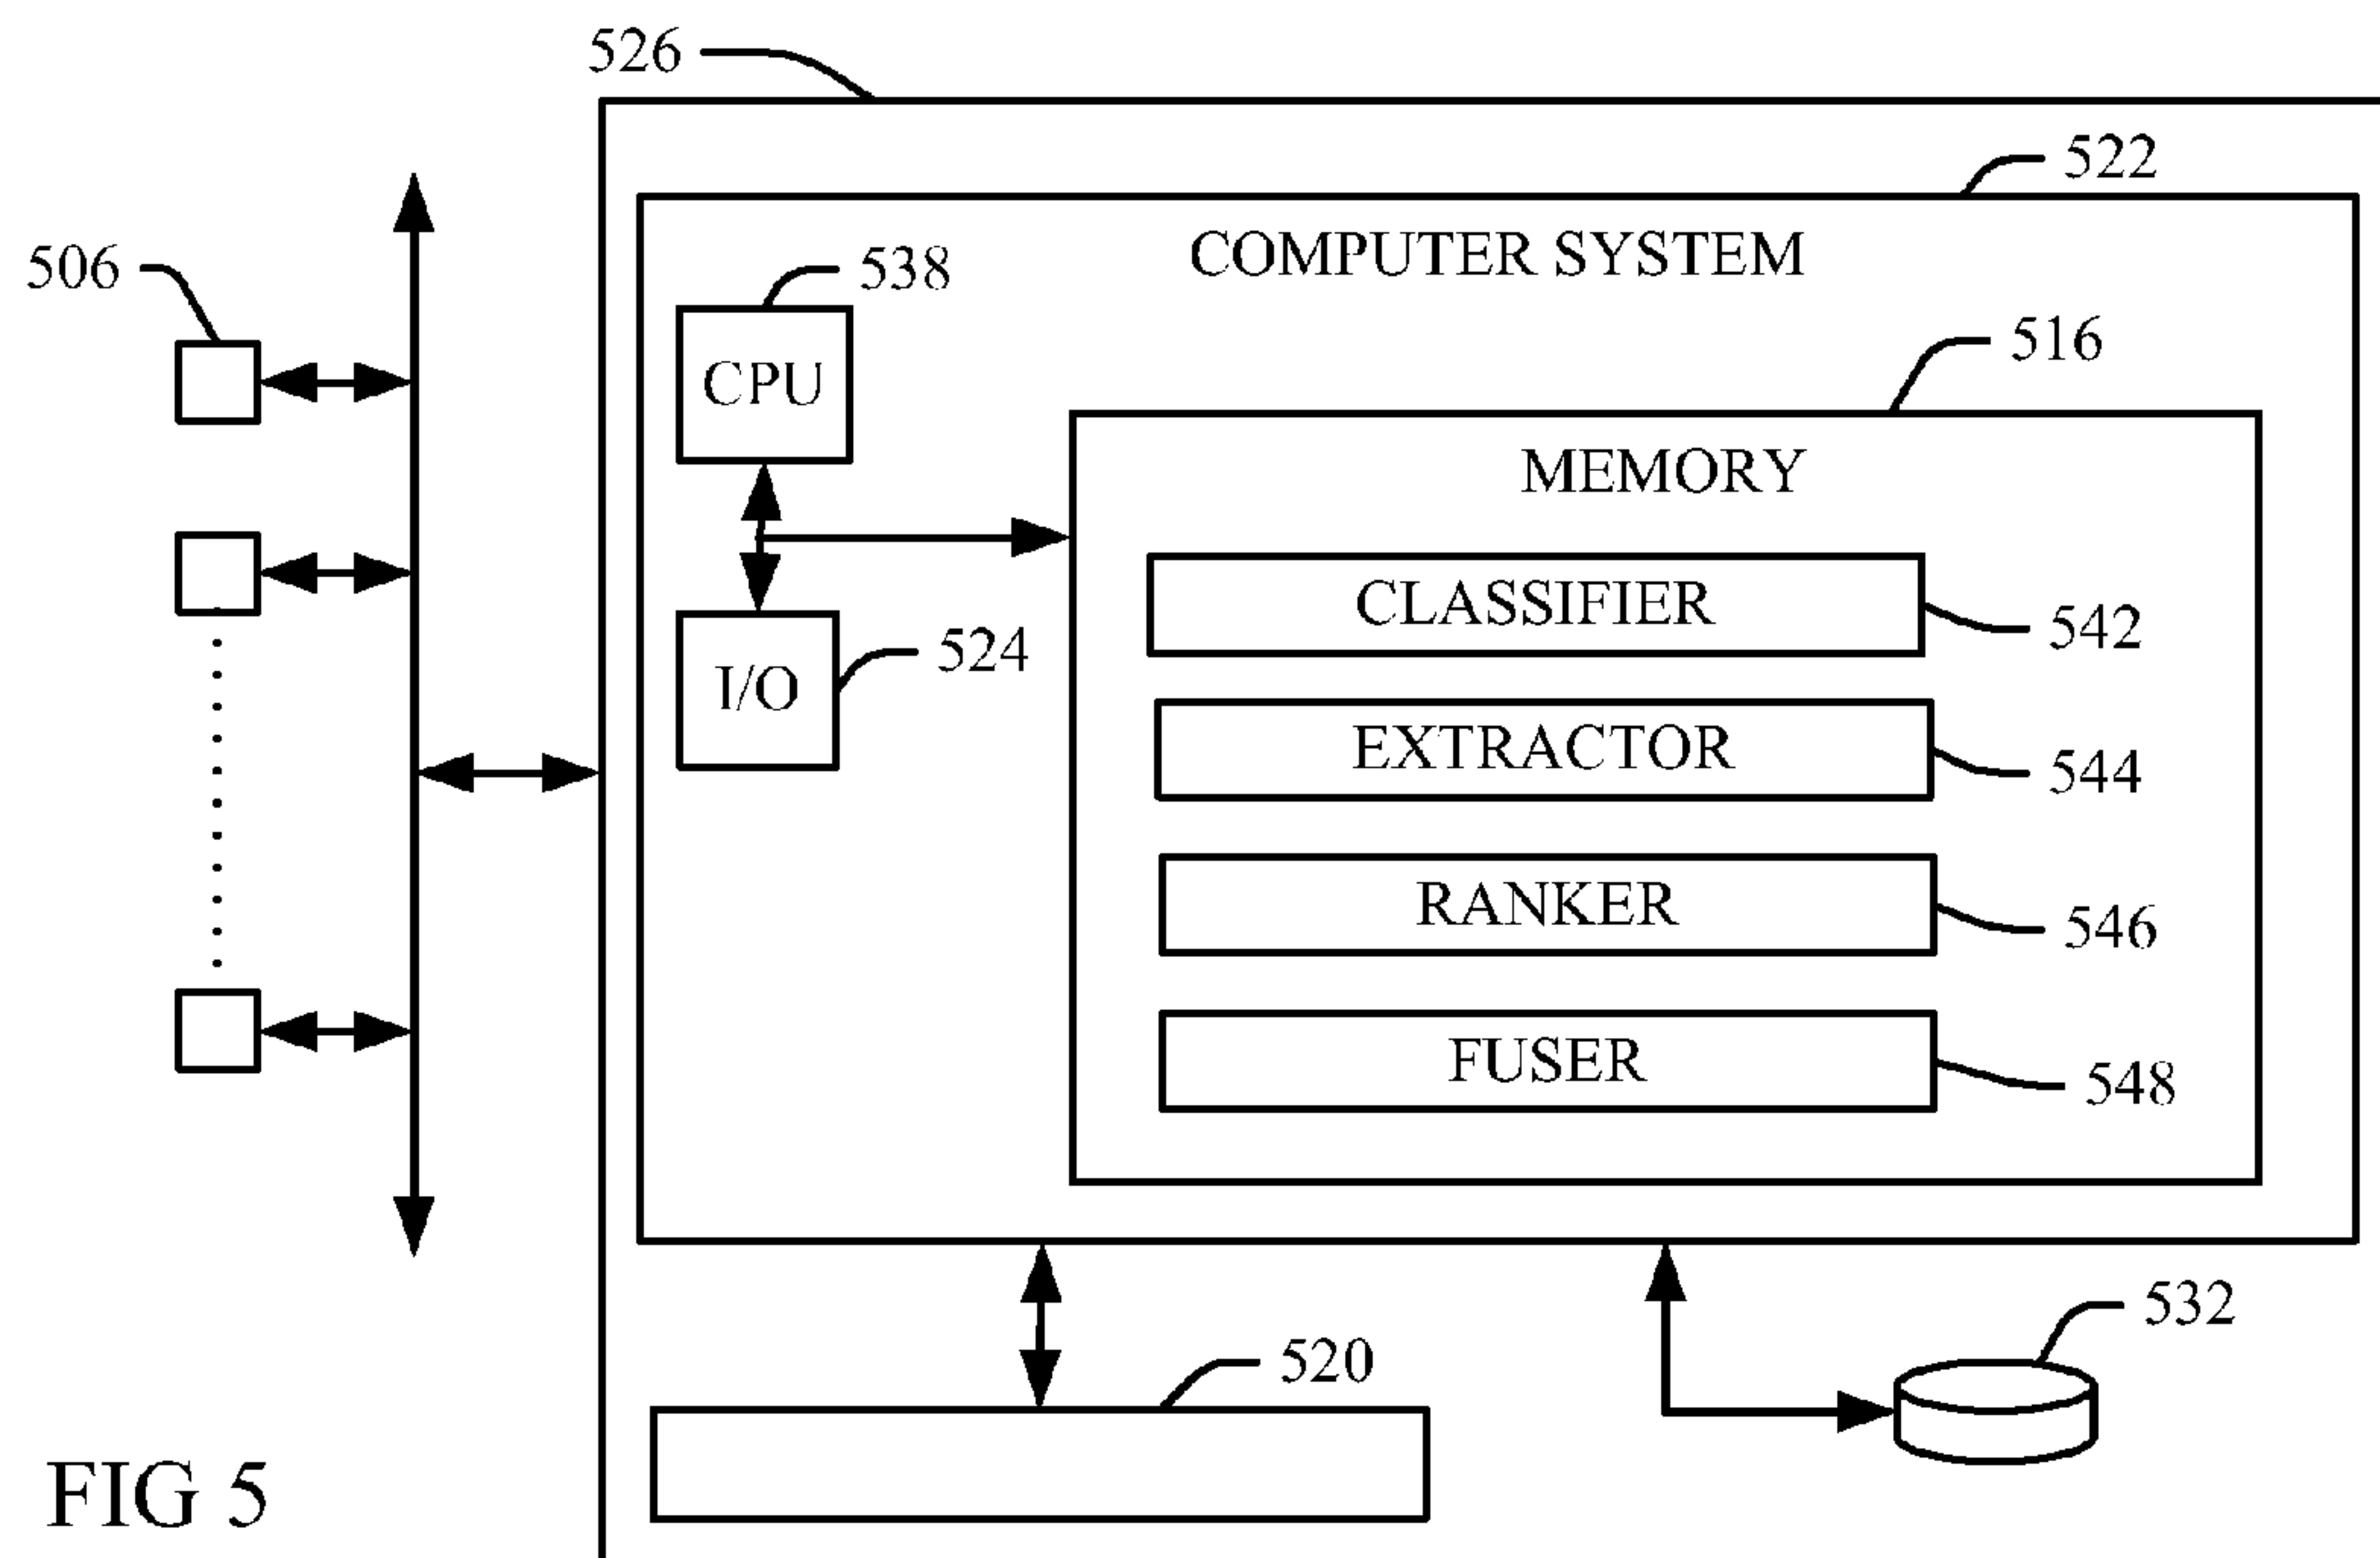 526
522
COMPUTER SYSTEM
506
538
516
CPU
MEMORY
CLASSIFIER
542
I/O
524
EXTRACTOR
544
RANKER
546
FUSER
548
532
520
FIG 5